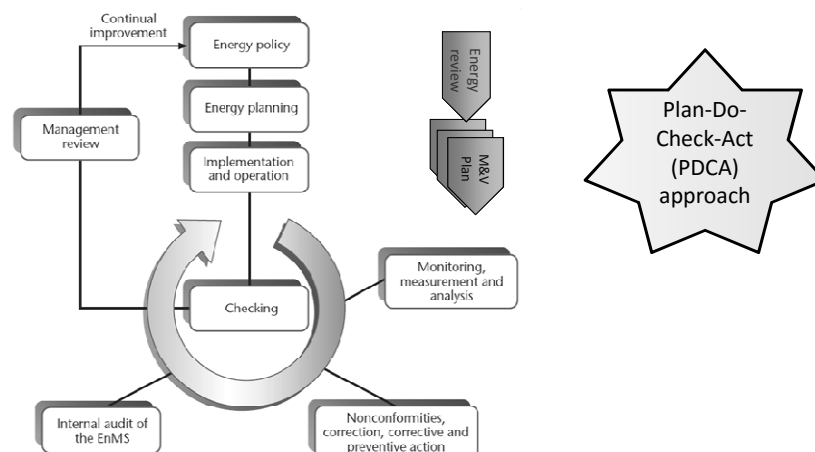 Continual
improvement
Energy policy
Energy planning
Management
review
Implementation
and operation
Checking
Monitoring,
measurement and
analysis
Internal audit of
the EnMS
Nonconformities,
correction, corrective and
preventive action
Energy
review
M&V
Plan
Plan-Do-
Check-Act
(PDCA)
approach